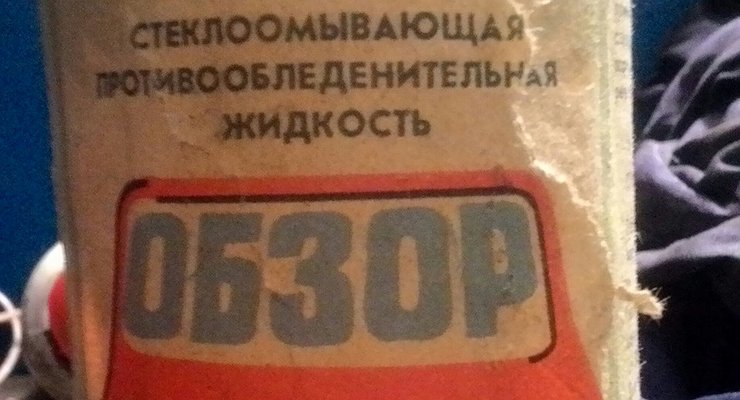 СТЕКЛООМЫВАЮЩАЯ
ПРОТИВООБЛЕДЕНИТЕЛЬНАЯ
ЖИДКОСТЬ
ОБЗОР